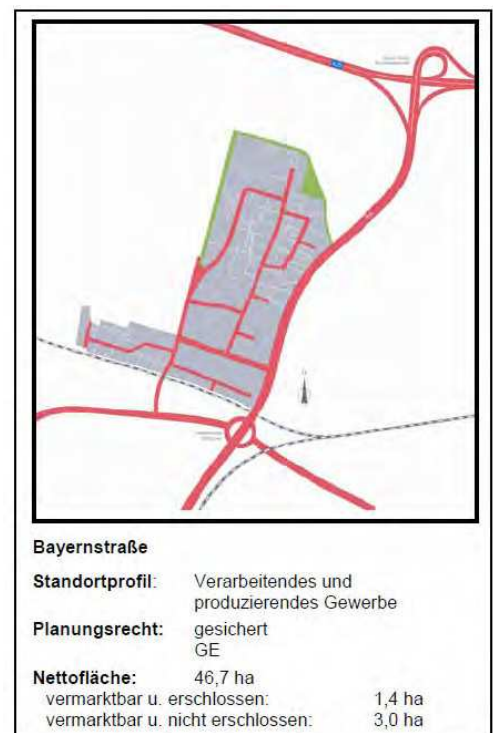 Bayernstraße
Standortprofil: Verarbeitendes und
produzierendes Gewerbe
Planungsrecht: gesichert
GE
Nettofläche: 46,7 ha
vermarktbar u. erschlossen: 1,4 ha
vermarktbar u. nicht erschlossen: 3,0 ha